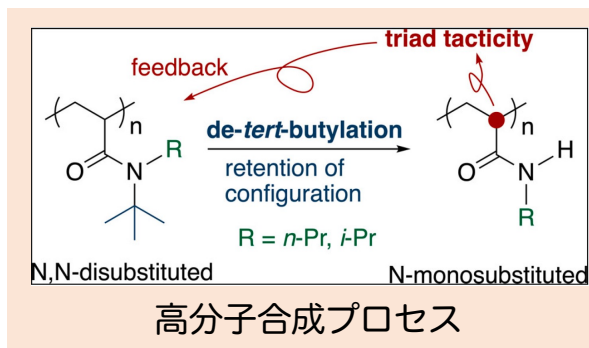 triad tacticity
feedback
n
n
de-tert-butylation
R
H
O
N
retention of
configuration
O
N
R
R = n-Pr, i-Pr
N,N-disubstituted
N-monosubstituted
高分子合成プロセス